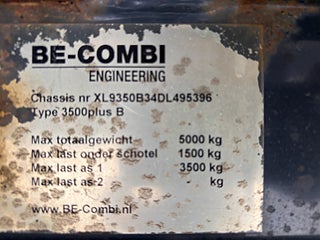 BE-COMBI
ENGINEERING
Chassis nr XL9350B34DL495396
Type 3500plus B
Max totaalgewicht 5000 kg
Max last onder schotel 1500 kg
Max last as 1 3500 kg
Max last as 2 kg
www.BE-Combi.nl